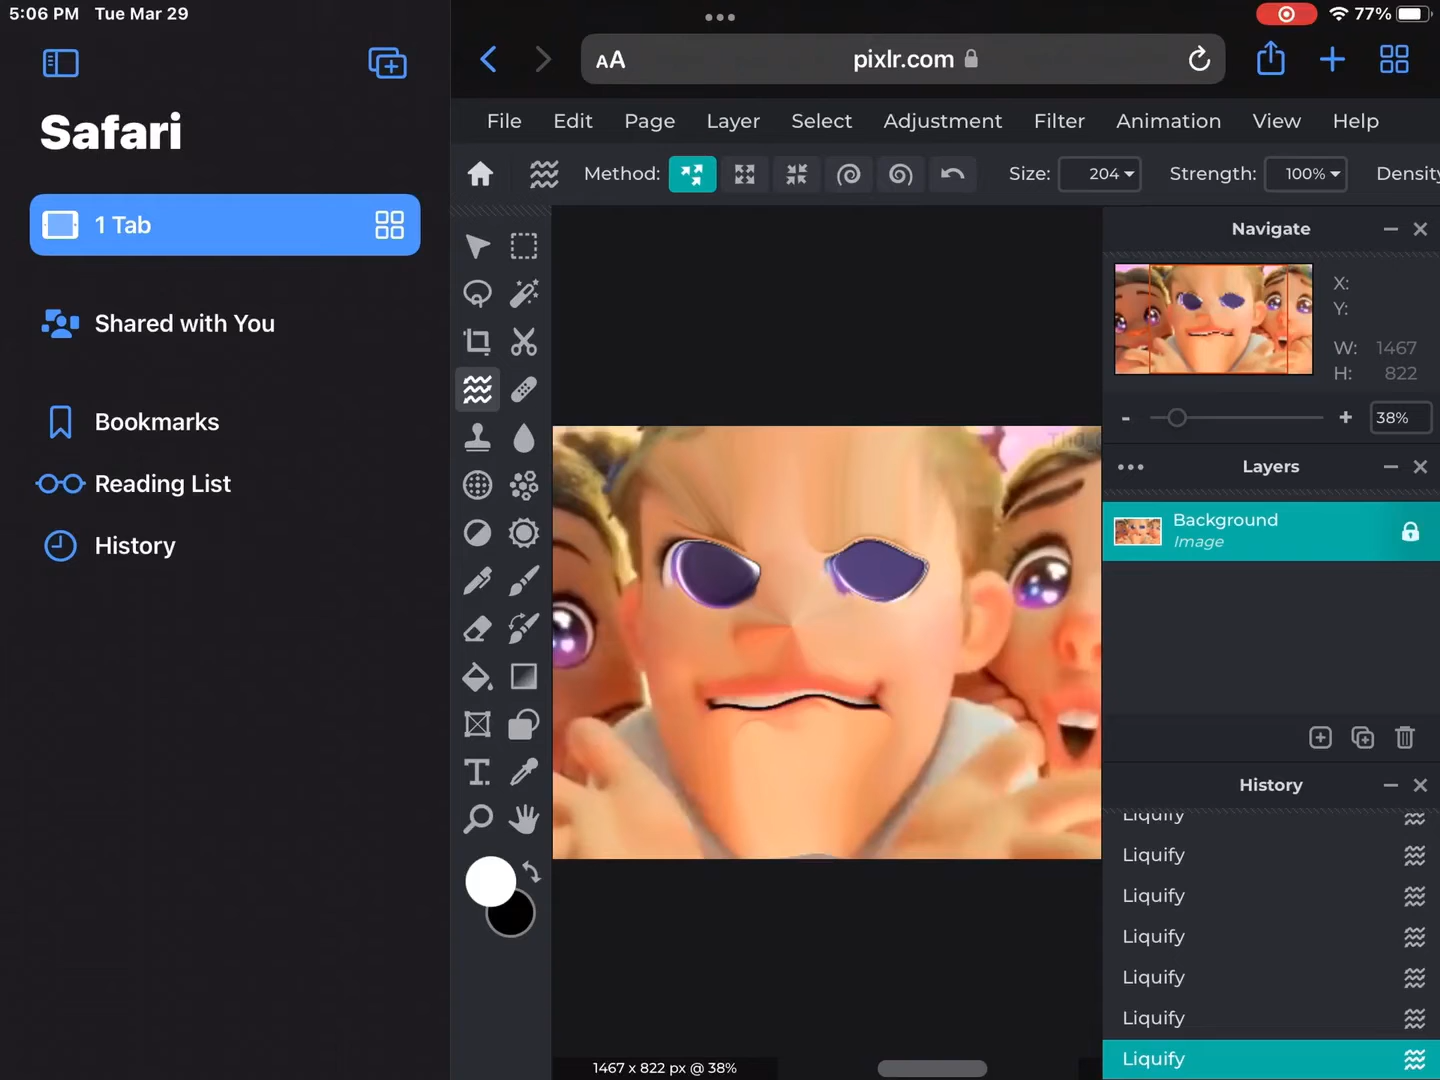 5:06 PM Tue Mar 29
77%
Safari
1 Tab
Shared with You
Bookmarks
Reading List
History
AA
pixlr.com
File Edit Page Layer Select Adjustment Filter Animation View Help
Method: Size: 204 Strength: 100% Density
Navigate
X:
Y:
W: 1467
H: 822
- + 38%
Layers
Background
Image
History
Liquify
Liquify
Liquify
Liquify
Liquify
Liquify
Liquify
1467 x 822 px @ 38%